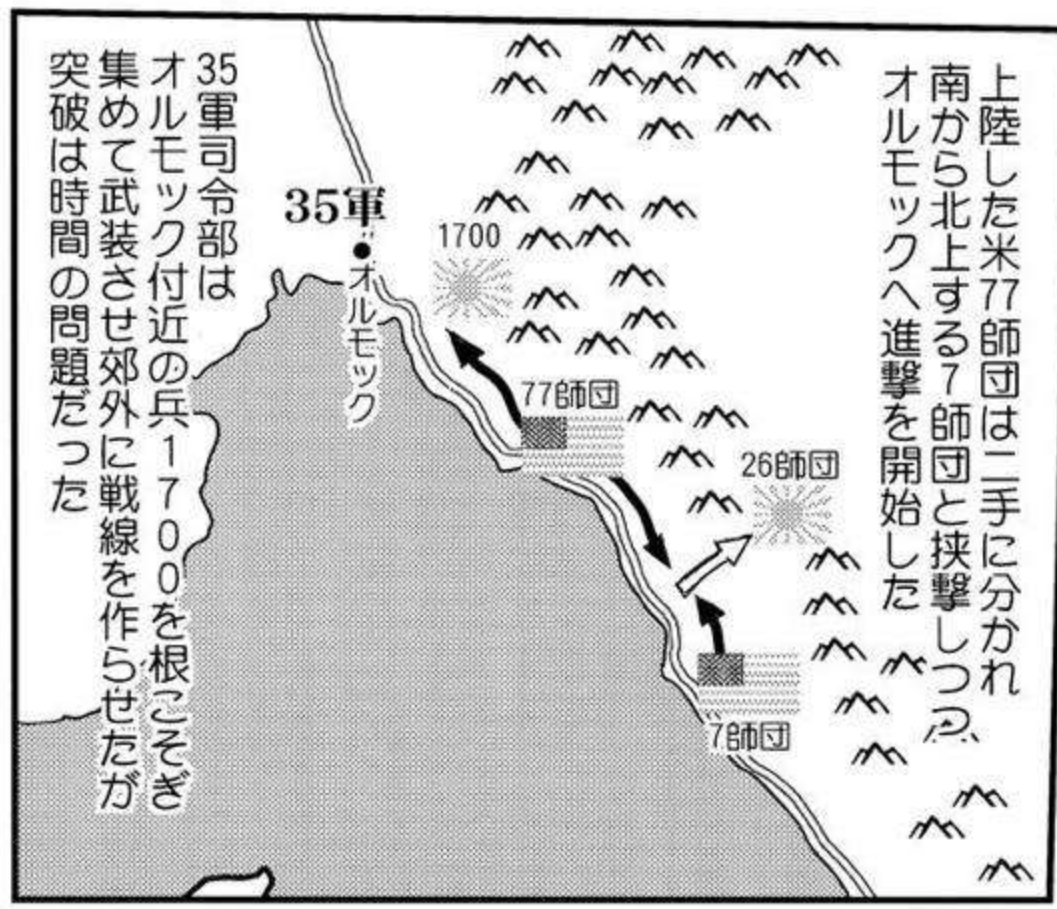 上陸した米77師団は二手に分かれ
南から北上する7師団と挟撃しつつ
オルモックへ進撃を開始した
35軍
オルモック
1700
77師団
26師団
7師団
35軍司令部は
オルモック付近の兵1700を根こそぎ
集めて武装させ郊外に戦線を作らせたが
突破は時間の問題だった